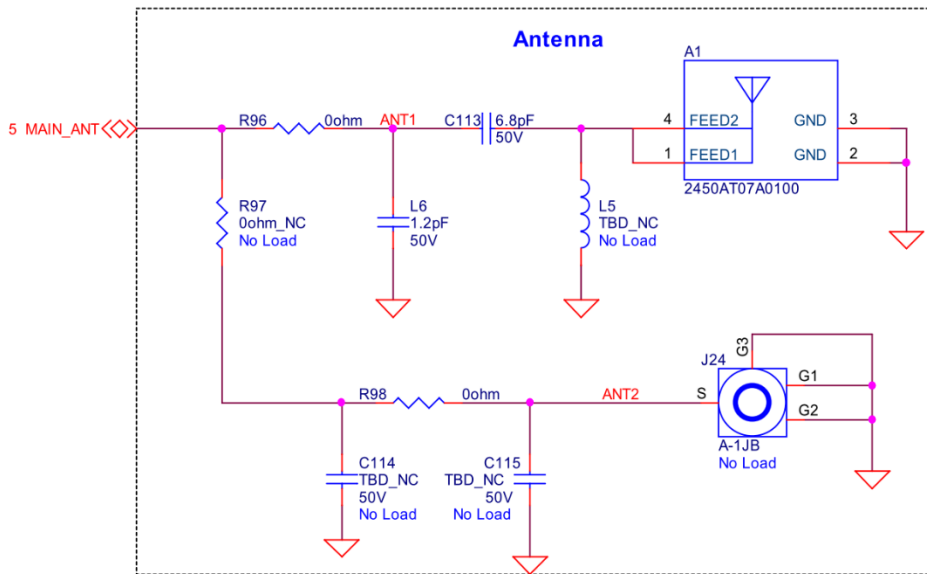 Antenna
A1
5 MAIN_ANT
R96
0ohm
ANT1
C113
6.8pF
50V
4
FEED2
GND
3
1
FEED1
GND
2
2450AT07A0100
R97
0ohm_NC
No Load
L6
1.2pF
50V
L5
TBD_NC
No Load
J24
G3
R98
0ohm
ANT2
S
G1
G2
A-1JB
No Load
C114
TBD_NC
50V
No Load
C115
TBD_NC
50V
No Load